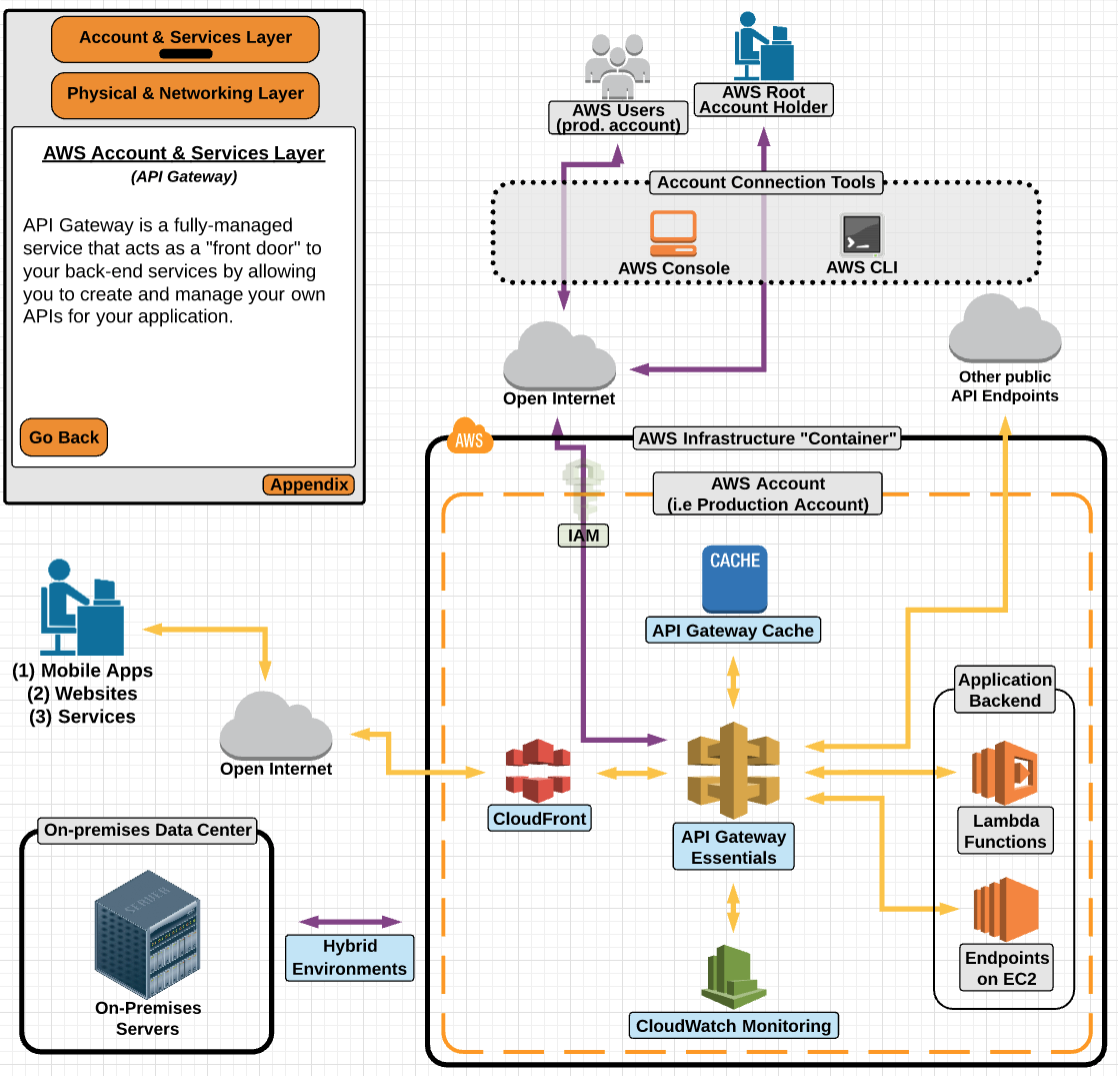 Account & Services Layer
Physical & Networking Layer
AWS Account & Services Layer
(API Gateway)
API Gateway is a fully-managed
service that acts as a "front door" to
your back-end services by allowing
you to create and manage your own
APIs for your application.
Go Back
Appendix
AWS Users
(prod. account)
AWS Root
Account Holder
Account Connection Tools
AWS Console
AWS CLI
Open Internet
Other public
API Endpoints
AWS
AWS Infrastructure "Container"
AWS Account
(i.e Production Account)
IAM
CACHE
API Gateway Cache
(1) Mobile Apps
(2) Websites
(3) Services
Open Internet
CloudFront
API Gateway
Essentials
Application
Backend
Lambda
Functions
Endpoints
on EC2
CloudWatch Monitoring
On-premises Data Center
SERVER
On-Premises
Servers
Hybrid
Environments